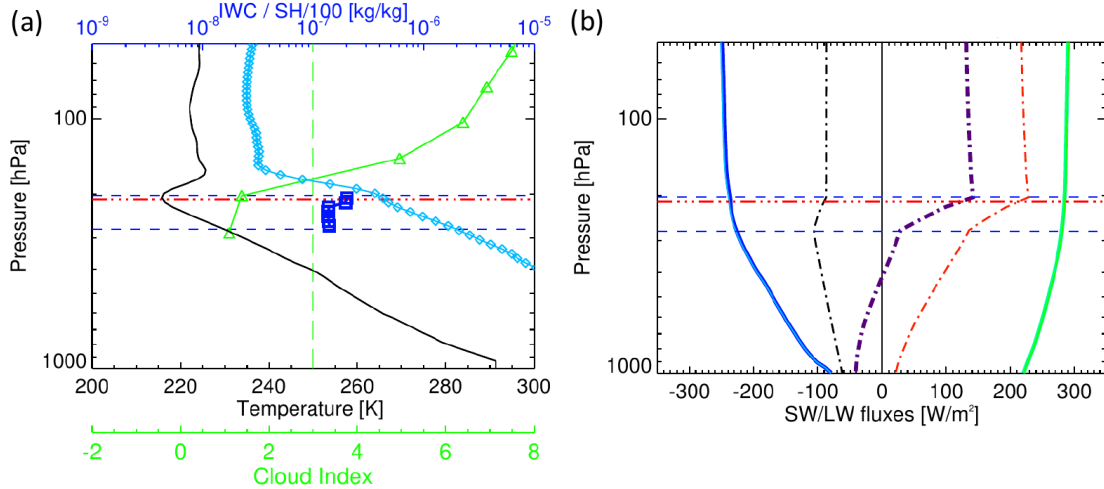 (a)
IWC / SH/100 [kg/kg]
10^-9 10^-8 10^-7 10^-6 10^-5
Pressure [hPa]
100
1000
200 220 240 260 280 300
Temperature [K]
-2 0 2 4 6 8
Cloud Index
(b)
Pressure [hPa]
100
1000
-300 -200 -100 0 100 200 300
SW/LW fluxes [W/m²]